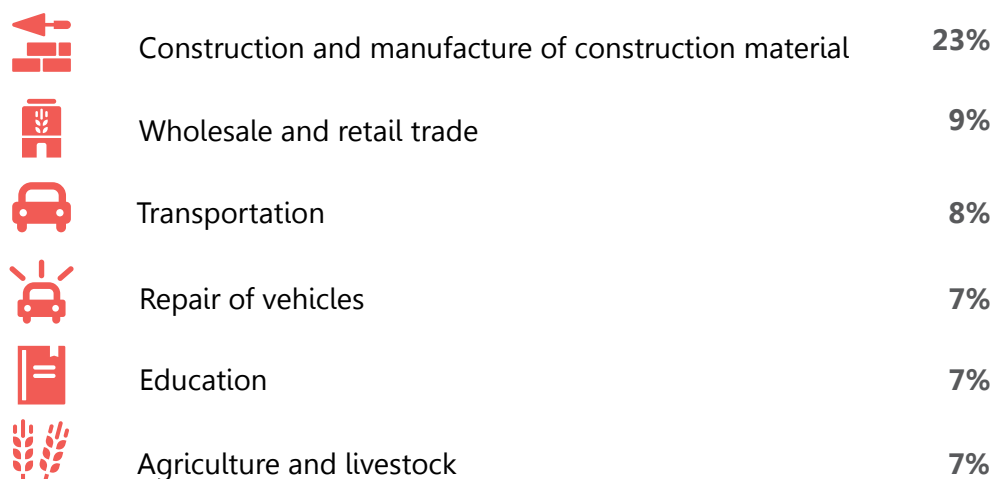 Construction and manufacture of construction material 23%
Wholesale and retail trade 9%
Transportation 8%
Repair of vehicles 7%
Education 7%
Agriculture and livestock 7%